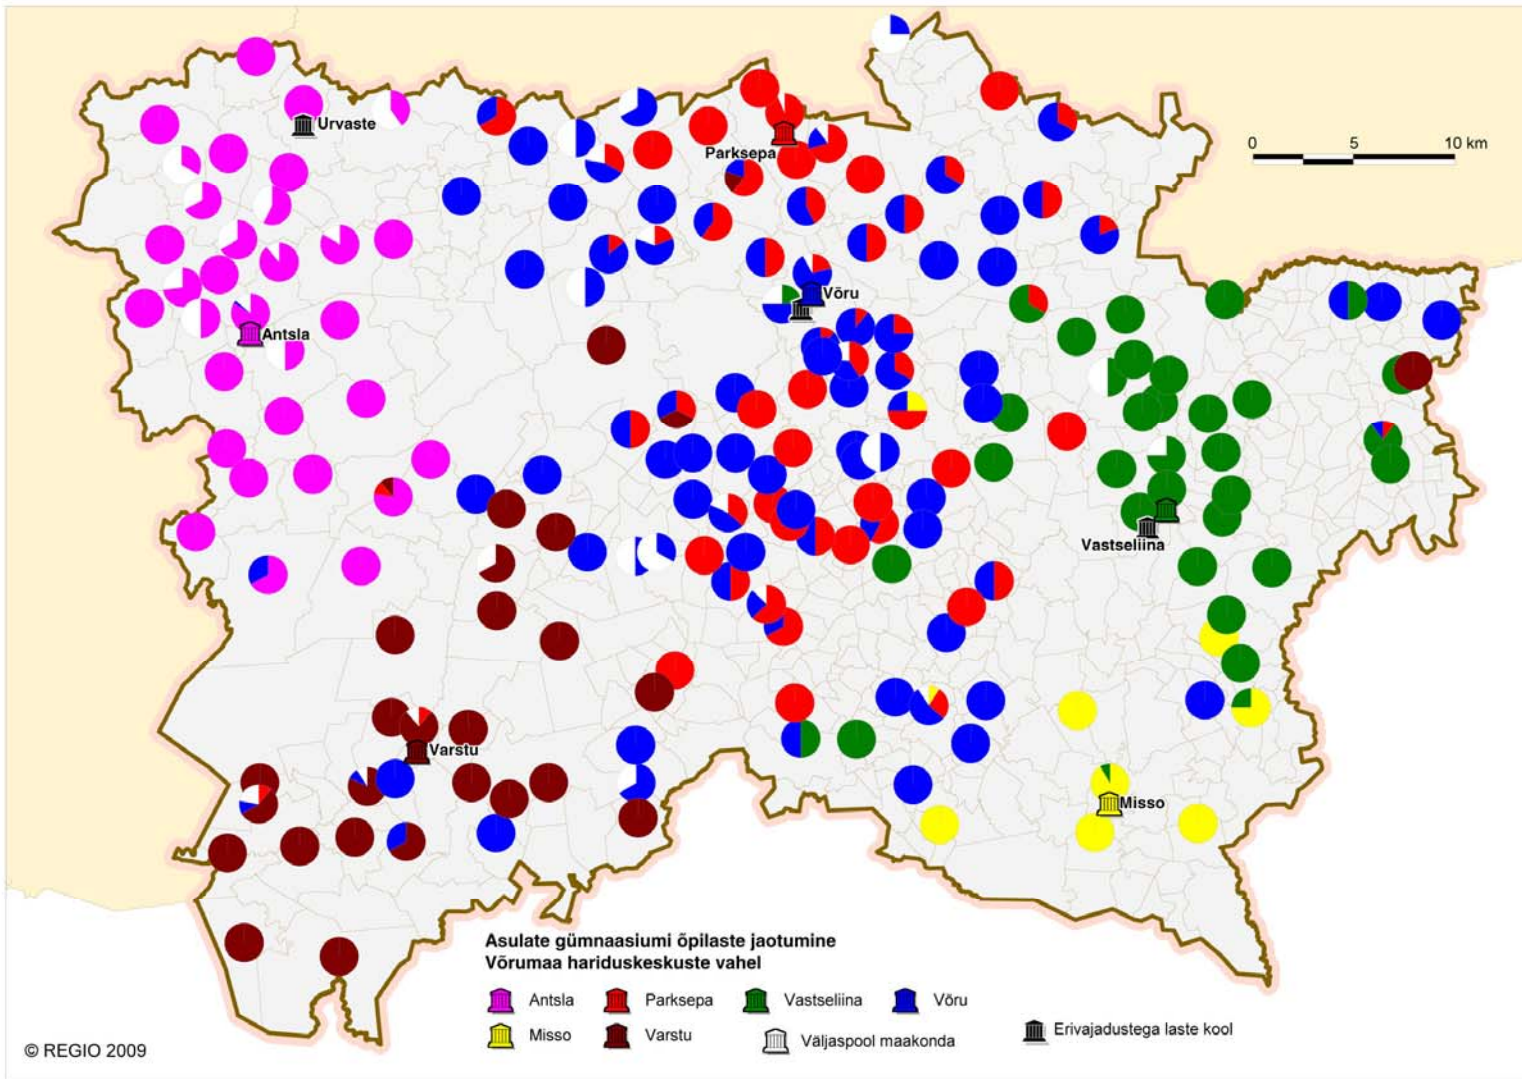 Urvaste
Parksepa
0 5 10 km
Võru
Antsla
Vastseliina
Varstu
Misso
Asulate gümnaasiumi õpilaste jaotumine
Võrumaa hariduskeskuste vahel
Antsla Parksepa Vastseliina Võru
Misso Varstu Väljaspool maakonda Erivajadustega laste kool
© REGIO 2009